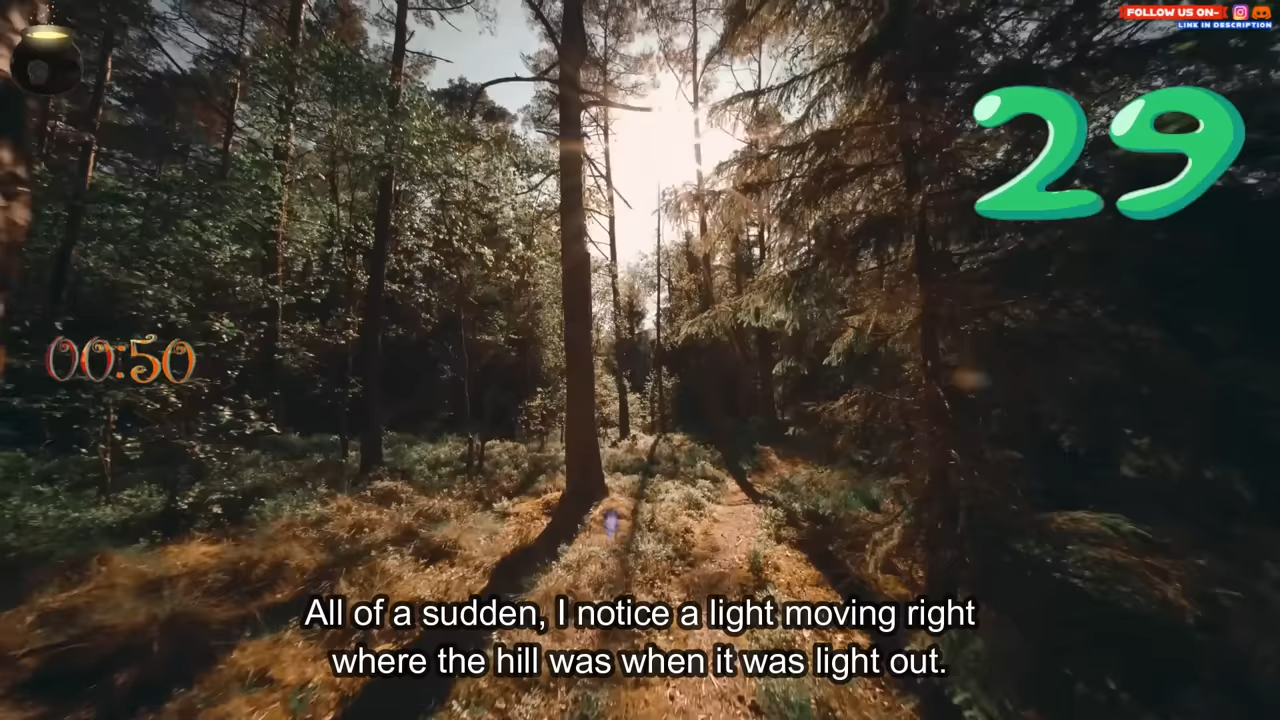 FOLLOW US ON-
LINK IN DESCRIPTION
29
00:50
All of a sudden, I notice a light moving right
where the hill was when it was light out.